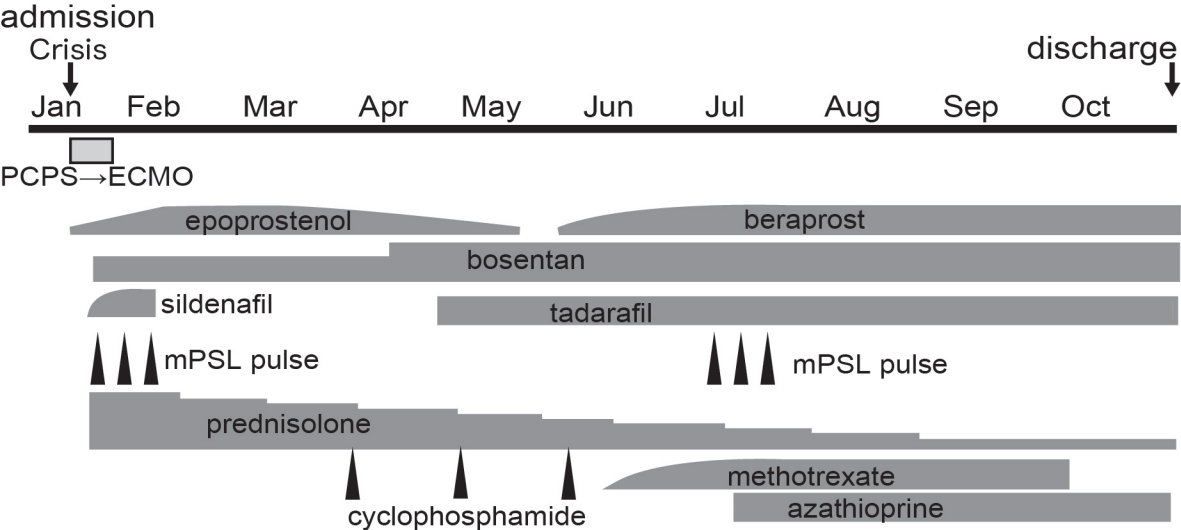 admission
Crisis
discharge
Jan Feb Mar Apr May Jun Jul Aug Sep Oct
PCPS→ECMO
epoprostenol beraprost
bosentan
sildenafil tadarafil
mPSL pulse mPSL pulse
prednisolone
methotrexate
cyclophosphamide azathioprine